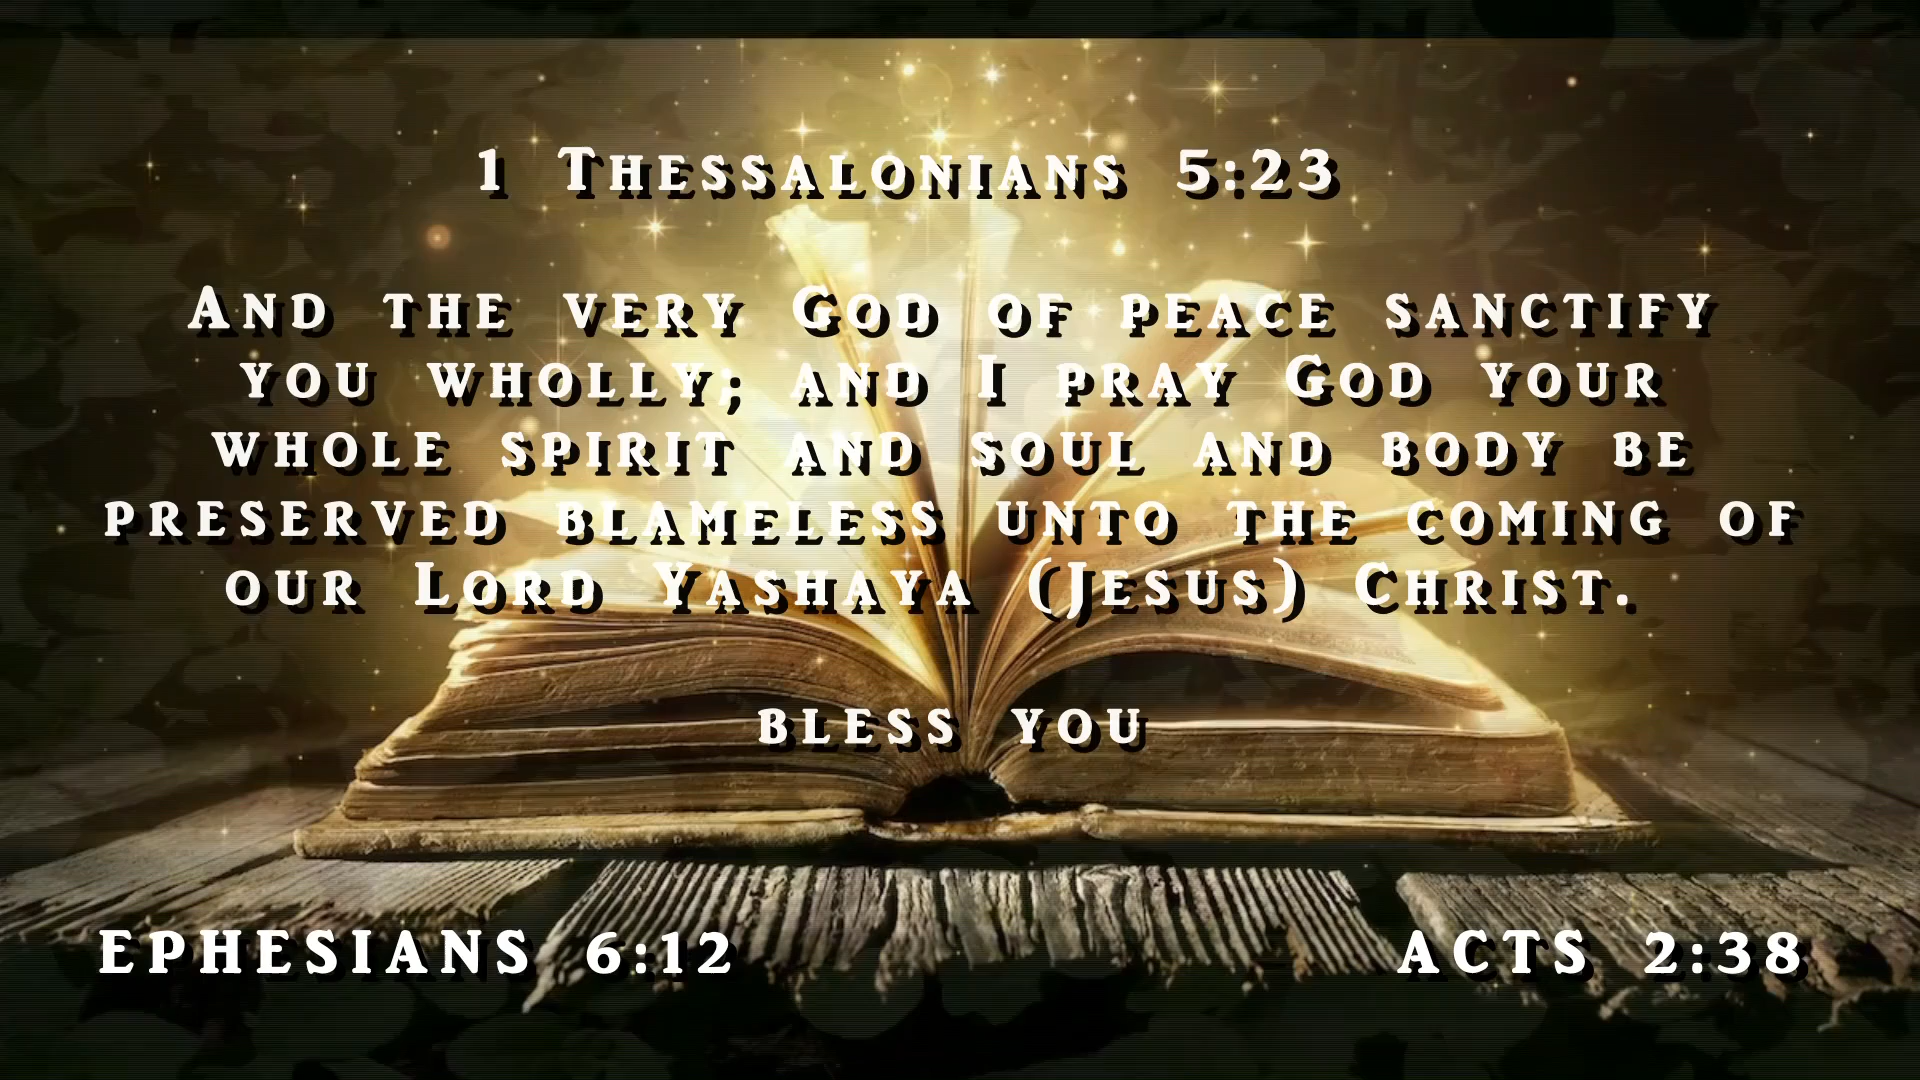 1 Thessalonians 5:23
And the very God of peace sanctify
you wholly; and I pray God your
whole spirit and soul and body be
preserved blameless unto the coming of
our Lord Yashaya (Jesus) Christ.
bless you
EPHESIANS 6:12
ACTS 2:38